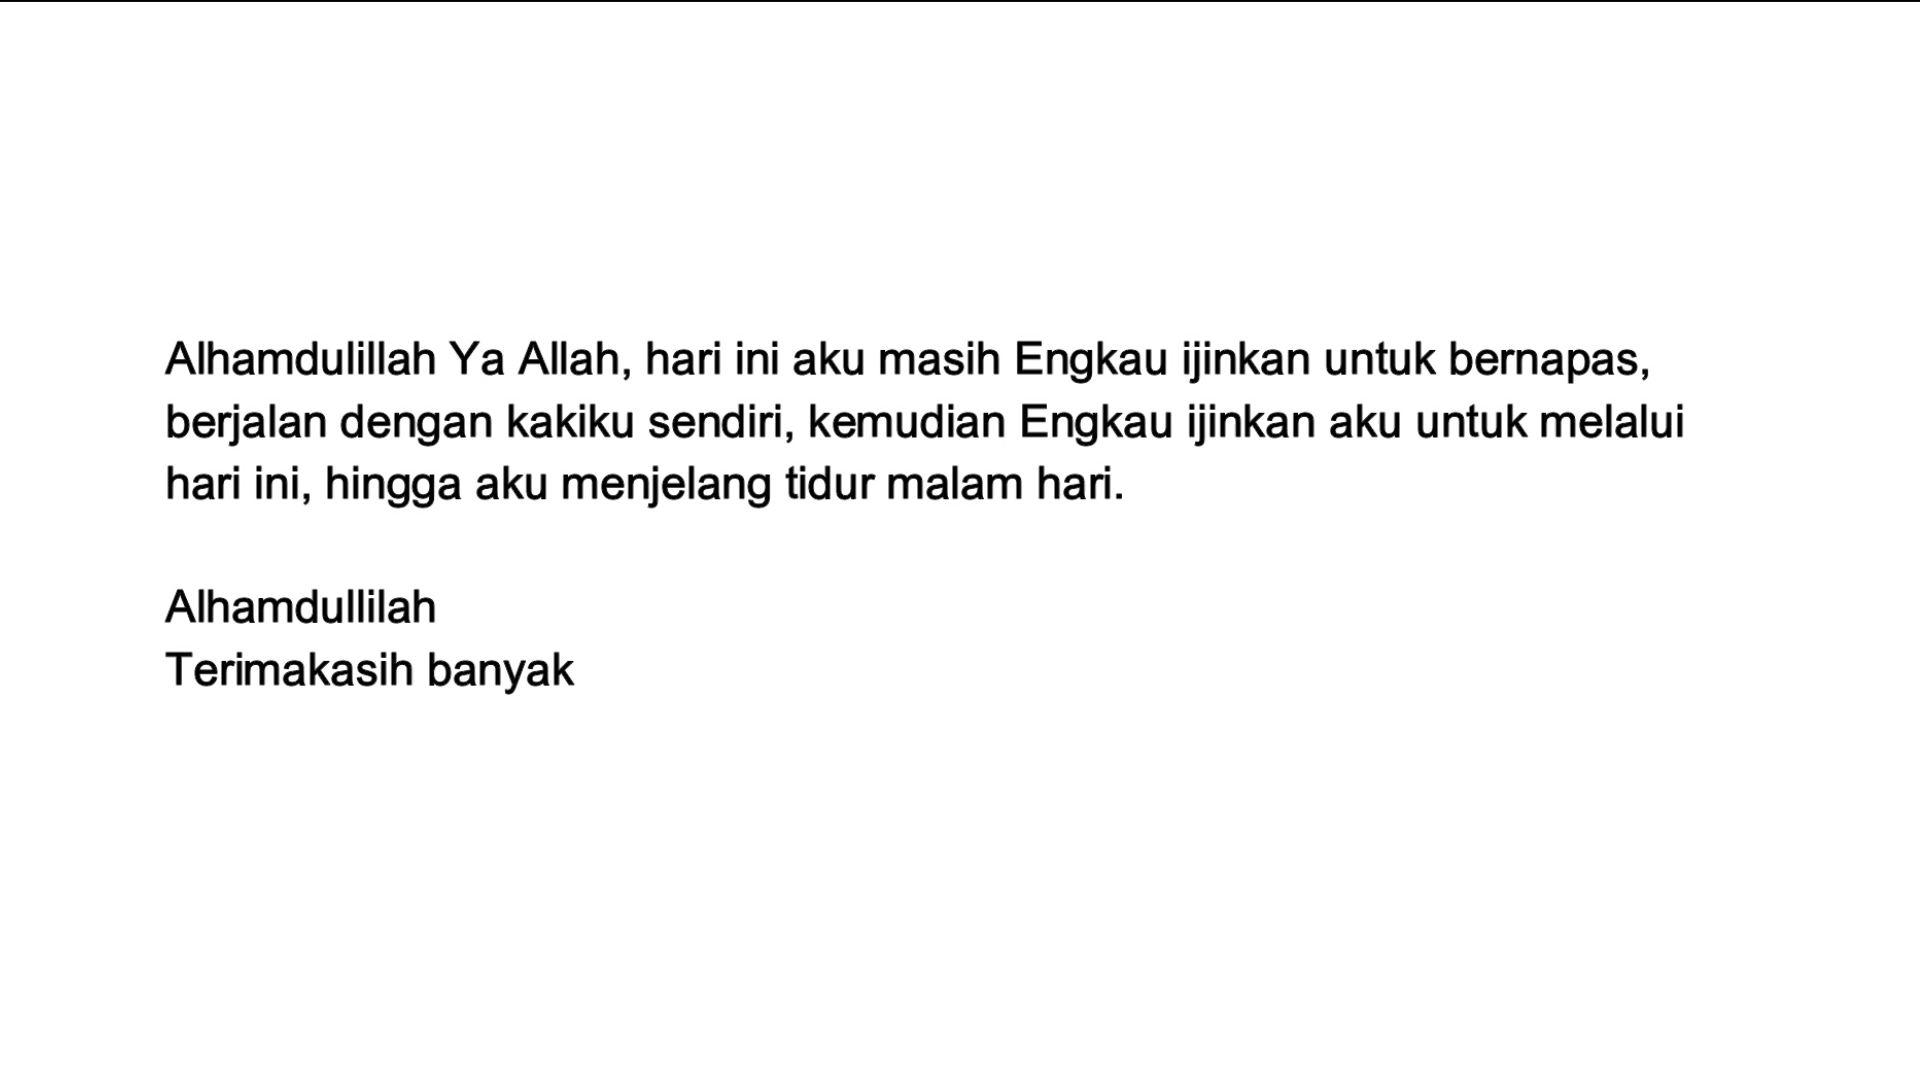 Alhamdulillah Ya Allah, hari ini aku masih Engkau ijinkan untuk bernapas,
berjalan dengan kakiku sendiri, kemudian Engkau ijinkan aku untuk melalui
hari ini, hingga aku menjelang tidur malam hari.
Alhamdullilah
Terimakasih banyak